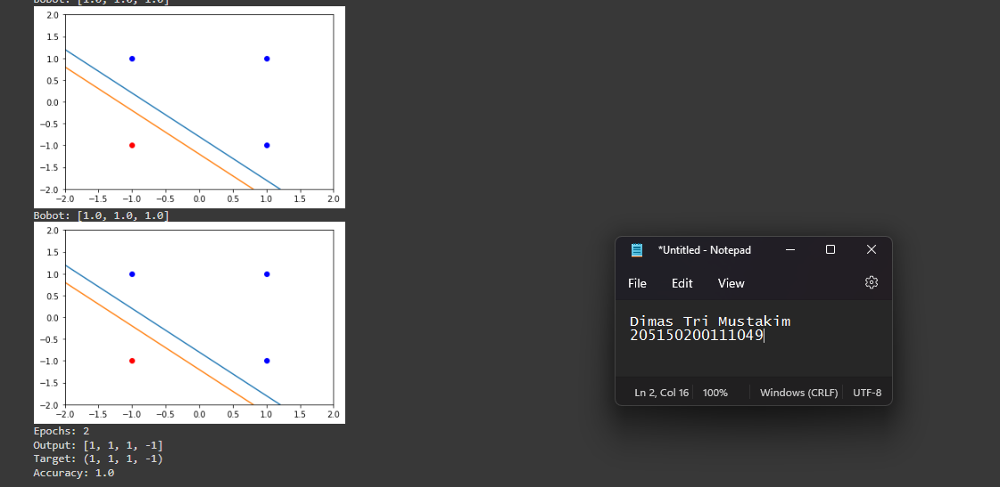 Bobot: [1.0, 1.0, 1.0]
2.0
1.5
1.0
0.5
0.0
−0.5
−1.0
−1.5
−2.0
−2.0 −1.5 −1.0 −0.5 0.0 0.5 1.0 1.5 2.0
Bobot: [1.0, 1.0, 1.0]
2.0
1.5
1.0
0.5
0.0
−0.5
−1.0
−1.5
−2.0
−2.0 −1.5 −1.0 −0.5 0.0 0.5 1.0 1.5 2.0
Epochs: 2
Output: [1, 1, 1, -1]
Target: (1, 1, 1, -1)
Accuracy: 1.0
*Untitled - Notepad
File Edit View
Dimas Tri Mustakim
205150200111049
Ln 2, Col 16 100% Windows (CRLF) UTF-8